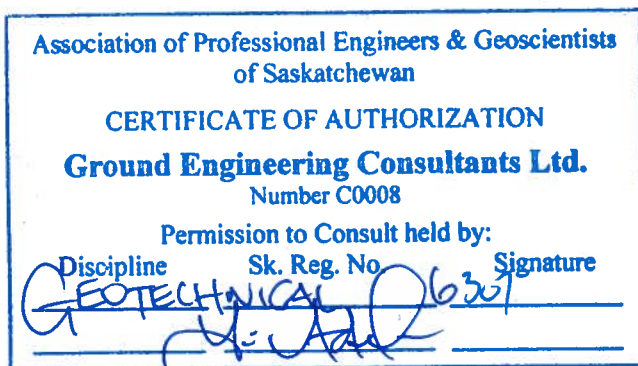 Association of Professional Engineers & Geoscientists
of Saskatchewan
CERTIFICATE OF AUTHORIZATION
Ground Engineering Consultants Ltd.
Number C0008
Permission to Consult held by:
Discipline Sk. Reg. No. Signature
GEOTECHNICAL 06307